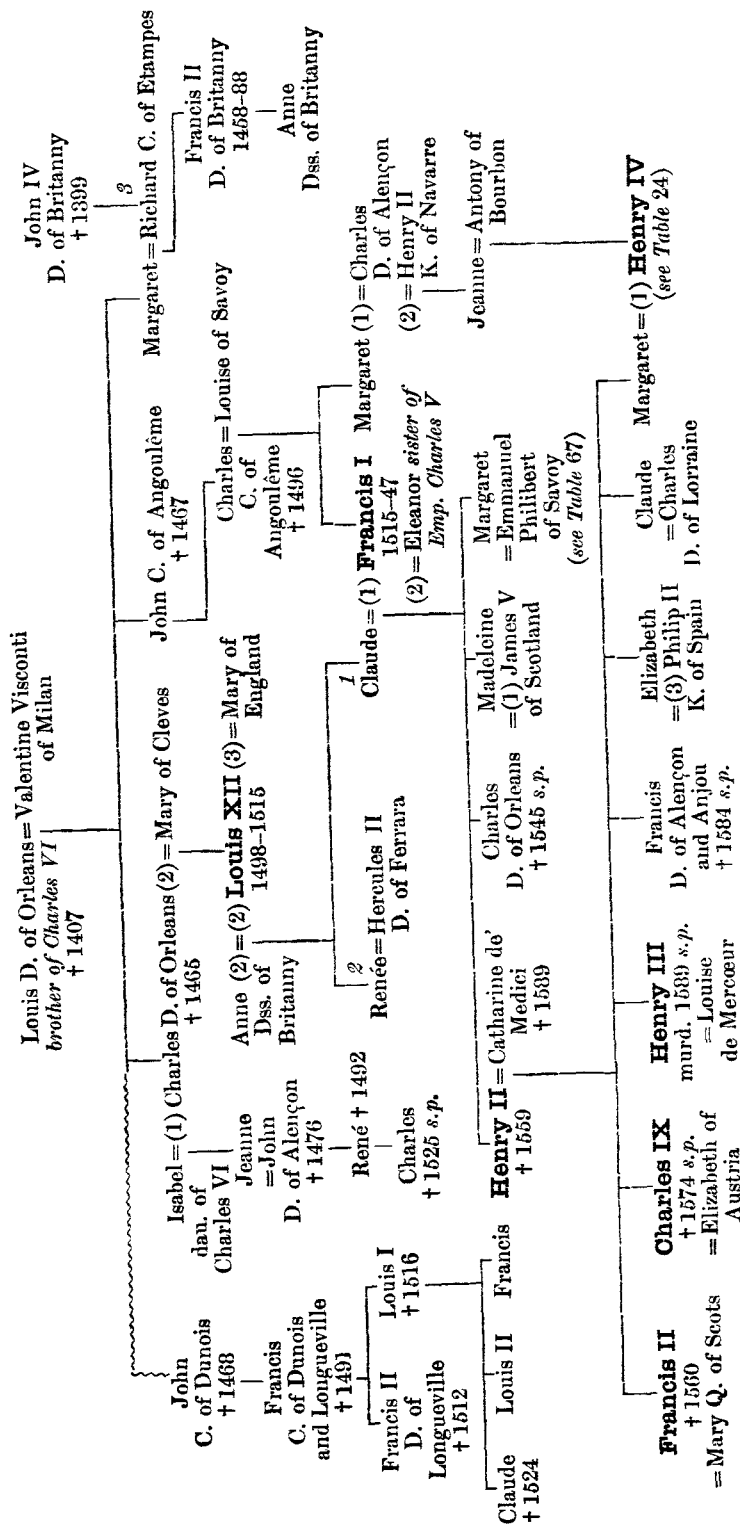 Louis D. of Orleans = Valentine Visconti
brother of Charles VI of Milan
† 1407
John IV
D. of Britanny
† 1399
3
John
C. of Dunois
† 1468
Isabel = (1) Charles D. of Orleans (2) = Mary of Cleves
dau. of † 1465
Charles VI
John C. of Angoulême
† 1467
Margaret = Richard C. of Etampes
Francis
C. of Dunois
and Longueville
† 1491
Jeanne
= John
D. of Alençon
† 1476
Anne (2) = (2) Louis XII (3) = Mary of
Dss. of 1498–1515 England
Britanny
Charles = Louise of Savoy
C. of
Angoulême
† 1496
Francis II
D. of Britanny
1458–88
Anne
Dss. of Britanny
René † 1492
Charles
† 1525 s.p.
Francis II
D. of
Longueville
† 1512
Louis I
† 1516
2
Renée = Hercules II
D. of Ferrara
1
Claude = (1) Francis I
1515–47
(2) = Eleanor sister of
Emp. Charles V
Margaret (1) = Charles
D. of Alençon
(2) = Henry II
K. of Navarre
Jeanne = Antony of
Bourbon
Claude
† 1524
Louis II
Francis
Henry II = Catharine de'
† 1559 Medici
† 1589
Charles
D. of Orleans
† 1545 s.p.
Madeleine
= (1) James V
of Scotland
Margaret
= Emmanuel
Philibert
of Savoy
(see Table 67)
Francis II
† 1560
= Mary Q. of Scots
Charles IX
† 1574 s.p.
= Elizabeth of
Austria
Henry III
murd. 1589 s.p.
= Louise
de Mercœur
Francis
D. of Alençon
and Anjou
† 1584 s.p.
Elizabeth
= (3) Philip II
K. of Spain
Claude
= Charles
D. of Lorraine
Margaret = (1) Henry IV
(see Table 24)